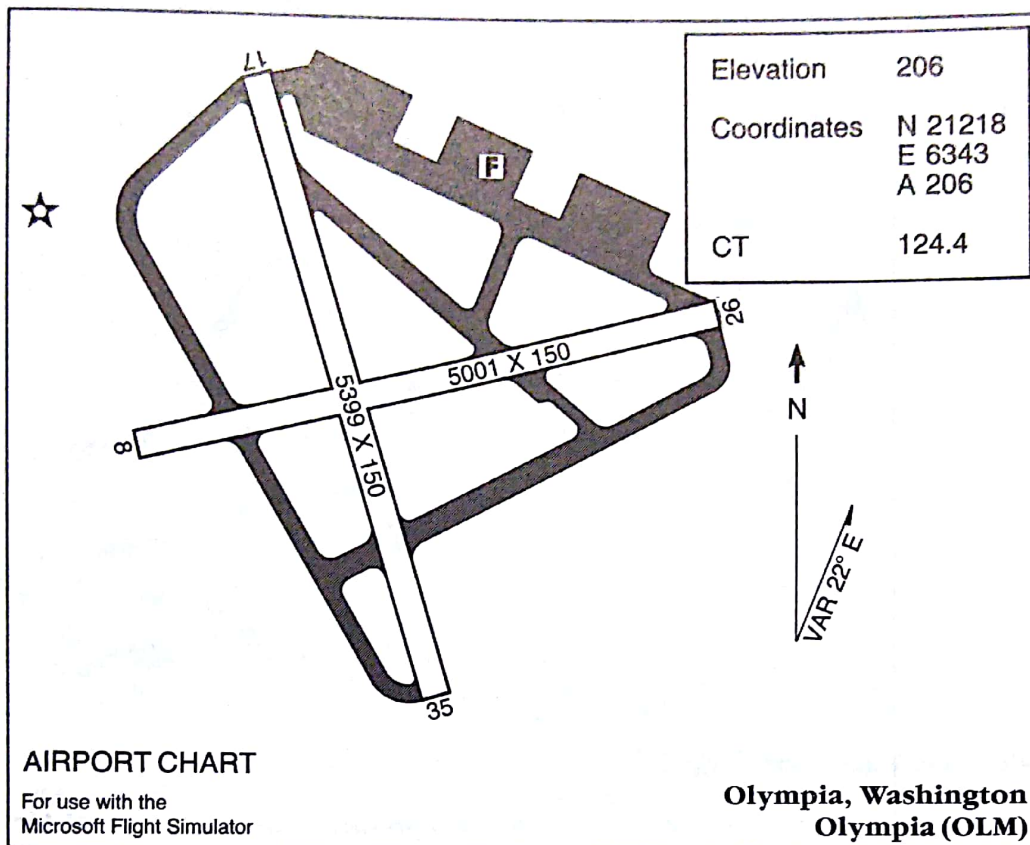 Elevation 206
Coordinates N 21218
E 6343
A 206
CT 124.4
17
F
26
5001 X 150
5399 X 150
8
N
VAR 22° E
35
AIRPORT CHART
For use with the
Microsoft Flight Simulator
Olympia, Washington
Olympia (OLM)